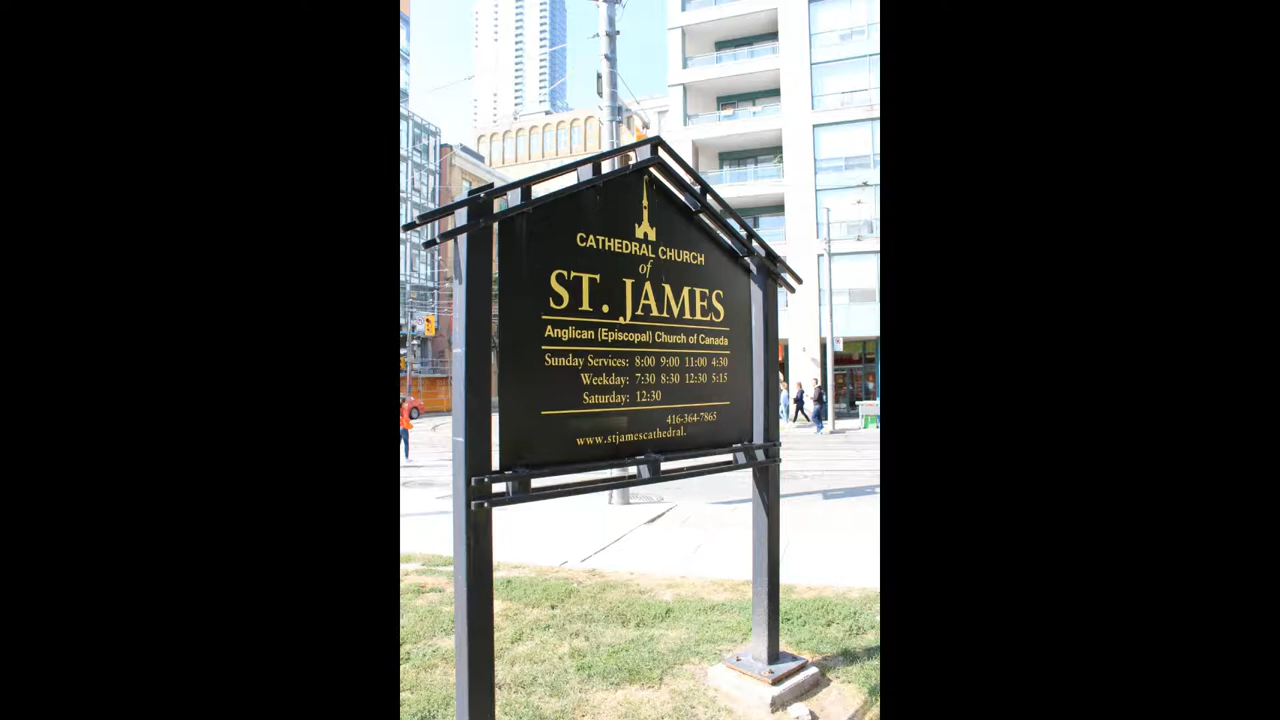 CATHEDRAL CHURCH
of
ST. JAMES
Anglican (Episcopal) Church of Canada
Sunday Services: 8:00 9:00 11:00 4:30
Weekday: 7:30 8:30 12:30 5:15
Saturday: 12:30
416-364-7865
www.stjamescathedral.